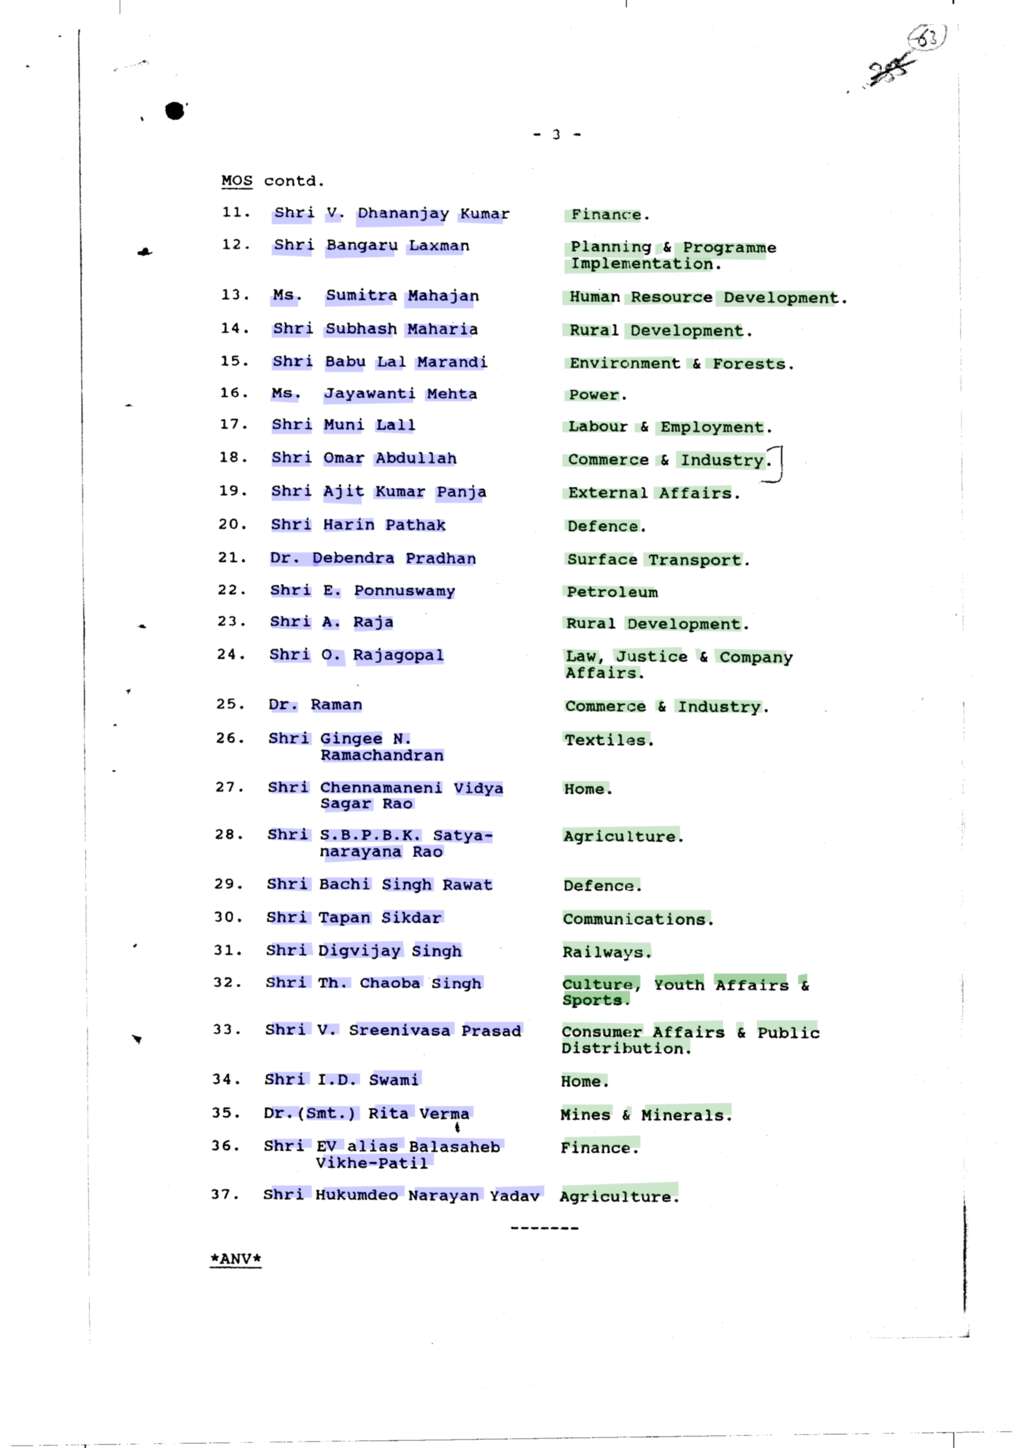 63
- 3 -
MOS contd.
11. Shri V. Dhananjay Kumar Finance.
12. Shri Bangaru Laxman Planning & Programme
Implementation.
13. Ms. Sumitra Mahajan Human Resource Development.
14. Shri Subhash Maharia Rural Development.
15. Shri Babu Lal Marandi Environment & Forests.
16. Ms. Jayawanti Mehta Power.
17. Shri Muni Lall Labour & Employment.
18. Shri Omar Abdullah Commerce & Industry.
19. Shri Ajit Kumar Panja External Affairs.
20. Shri Harin Pathak Defence.
21. Dr. Debendra Pradhan Surface Transport.
22. Shri E. Ponnuswamy Petroleum
23. Shri A. Raja Rural Development.
24. Shri O. Rajagopal Law, Justice & Company
Affairs.
25. Dr. Raman Commerce & Industry.
26. Shri Gingee N. Textiles.
Ramachandran
27. Shri Chennamaneni Vidya Home.
Sagar Rao
28. Shri S.B.P.B.K. Satya- Agriculture.
narayana Rao
29. Shri Bachi Singh Rawat Defence.
30. Shri Tapan Sikdar Communications.
31. Shri Digvijay Singh Railways.
32. Shri Th. Chaoba Singh Culture, Youth Affairs &
Sports.
33. Shri V. Sreenivasa Prasad Consumer Affairs & Public
Distribution.
34. Shri I.D. Swami Home.
35. Dr.(Smt.) Rita Verma Mines & Minerals.
36. Shri EV alias Balasaheb Finance.
Vikhe-Patil
37. Shri Hukumdeo Narayan Yadav Agriculture.
-------
*ANV*